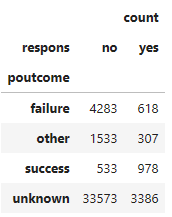 count
respons no yes
poutcome
failure 4283 618
other 1533 307
success 533 978
unknown 33573 3386